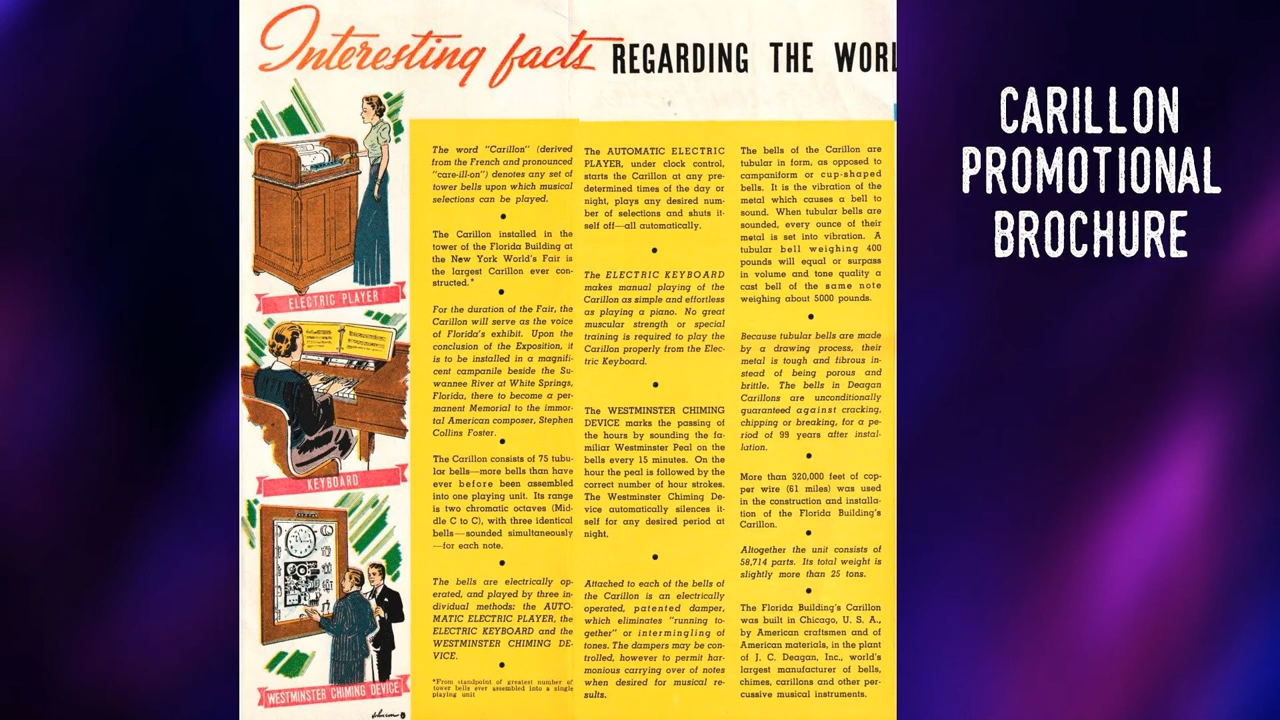 Interesting facts REGARDING THE WORL
CARILLON
PROMOTIONAL
BROCHURE
ELECTRIC PLAYER
KEYBOARD
WESTMINSTER CHIMING DEVICE
Johnson
The word "Carillon" (derived
from the French and pronounced
"care-ill-on") denotes any set of
tower bells upon which musical
selections can be played.
The Carillon installed in the
tower of the Florida Building at
the New York World's Fair is
the largest Carillon ever con-
structed.*
For the duration of the Fair, the
Carillon will serve as the voice
of Florida's exhibit. Upon the
conclusion of the Exposition, it
is to be installed in a magnifi-
cent campanile beside the Su-
wannee River at White Springs,
Florida, there to become a per-
manent Memorial to the immor-
tal American composer, Stephen
Collins Foster.
The Carillon consists of 75 tubu-
lar bells—more bells than have
ever before been assembled
into one playing unit. Its range
is two chromatic octaves (Mid-
dle C to C), with three identical
bells—sounded simultaneously
—for each note.
The bells are electrically op-
erated, and played by three in-
dividual methods: the AUTO-
MATIC ELECTRIC PLAYER, the
ELECTRIC KEYBOARD and the
WESTMINSTER CHIMING DE-
VICE.
*From standpoint of greatest number of
tower bells ever assembled into a single
playing unit
The AUTOMATIC ELECTRIC
PLAYER, under clock control,
starts the Carillon at any pre-
determined times of the day or
night, plays any desired num-
ber of selections and shuts it-
self off—all automatically.
The ELECTRIC KEYBOARD
makes manual playing of the
Carillon as simple and effortless
as playing a piano. No great
muscular strength or special
training is required to play the
Carillon properly from the Elec-
tric Keyboard.
The WESTMINSTER CHIMING
DEVICE marks the passing of
the hours by sounding the fa-
miliar Westminster Peal on the
bells every 15 minutes. On the
hour the peal is followed by the
correct number of hour strokes.
The Westminster Chiming De-
vice automatically silences it-
self for any desired period at
night.
Attached to each of the bells of
the Carillon is an electrically
operated, patented damper,
which eliminates "running to-
gether" or intermingling of
tones. The dampers may be con-
trolled, however to permit har-
monious carrying over of notes
when desired for musical re-
sults.
The bells of the Carillon are
tubular in form, as opposed to
campaniform or cup-shaped
bells. It is the vibration of the
metal which causes a bell to
sound. When tubular bells are
sounded, every ounce of their
metal is set into vibration. A
tubular bell weighing 400
pounds will equal or surpass
in volume and tone quality a
cast bell of the same note
weighing about 5000 pounds.
Because tubular bells are made
by a drawing process, their
metal is tough and fibrous in-
stead of being porous and
brittle. The bells in Deagan
Carillons are unconditionally
guaranteed against cracking,
chipping or breaking, for a pe-
riod of 99 years after instal-
lation.
More than 320,000 feet of cop-
per wire (61 miles) was used
in the construction and installa-
tion of the Florida Building's
Carillon.
Altogether the unit consists of
58,714 parts. Its total weight is
slightly more than 25 tons.
The Florida Building's Carillon
was built in Chicago, U. S. A.,
by American craftsmen and of
American materials, in the plant
of J. C. Deagan, Inc., world's
largest manufacturer of bells,
chimes, carillons and other per-
cussive musical instruments.